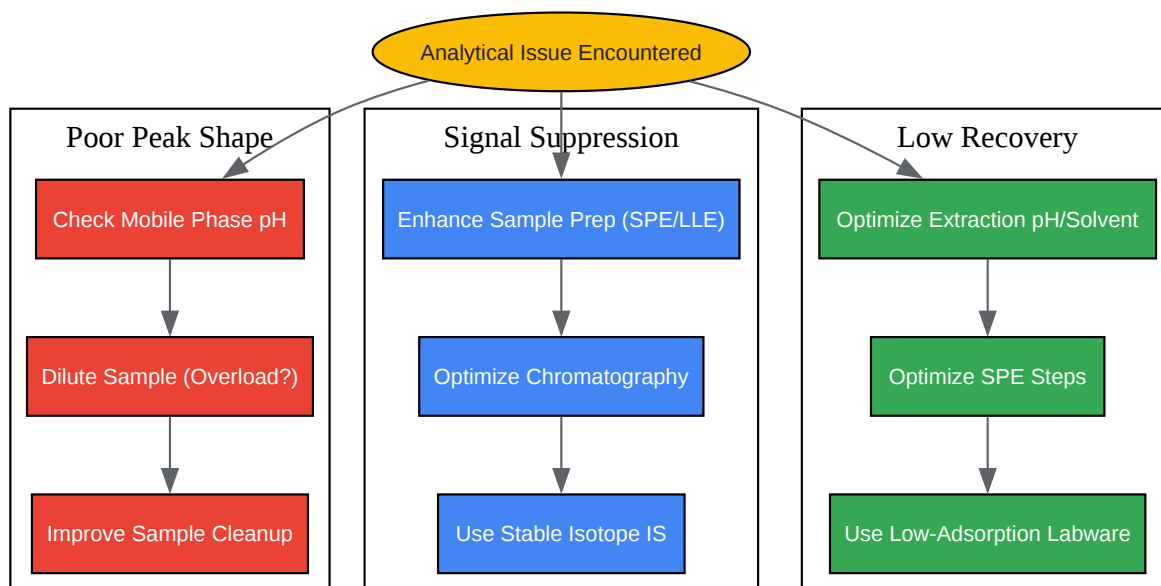 Analytical Issue Encountered
Poor Peak Shape
Check Mobile Phase pH
Dilute Sample (Overload?)
Improve Sample Cleanup
Signal Suppression
Enhance Sample Prep (SPE/LLE)
Optimize Chromatography
Use Stable Isotope IS
Low Recovery
Optimize Extraction pH/Solvent
Optimize SPE Steps
Use Low-Adsorption Labware